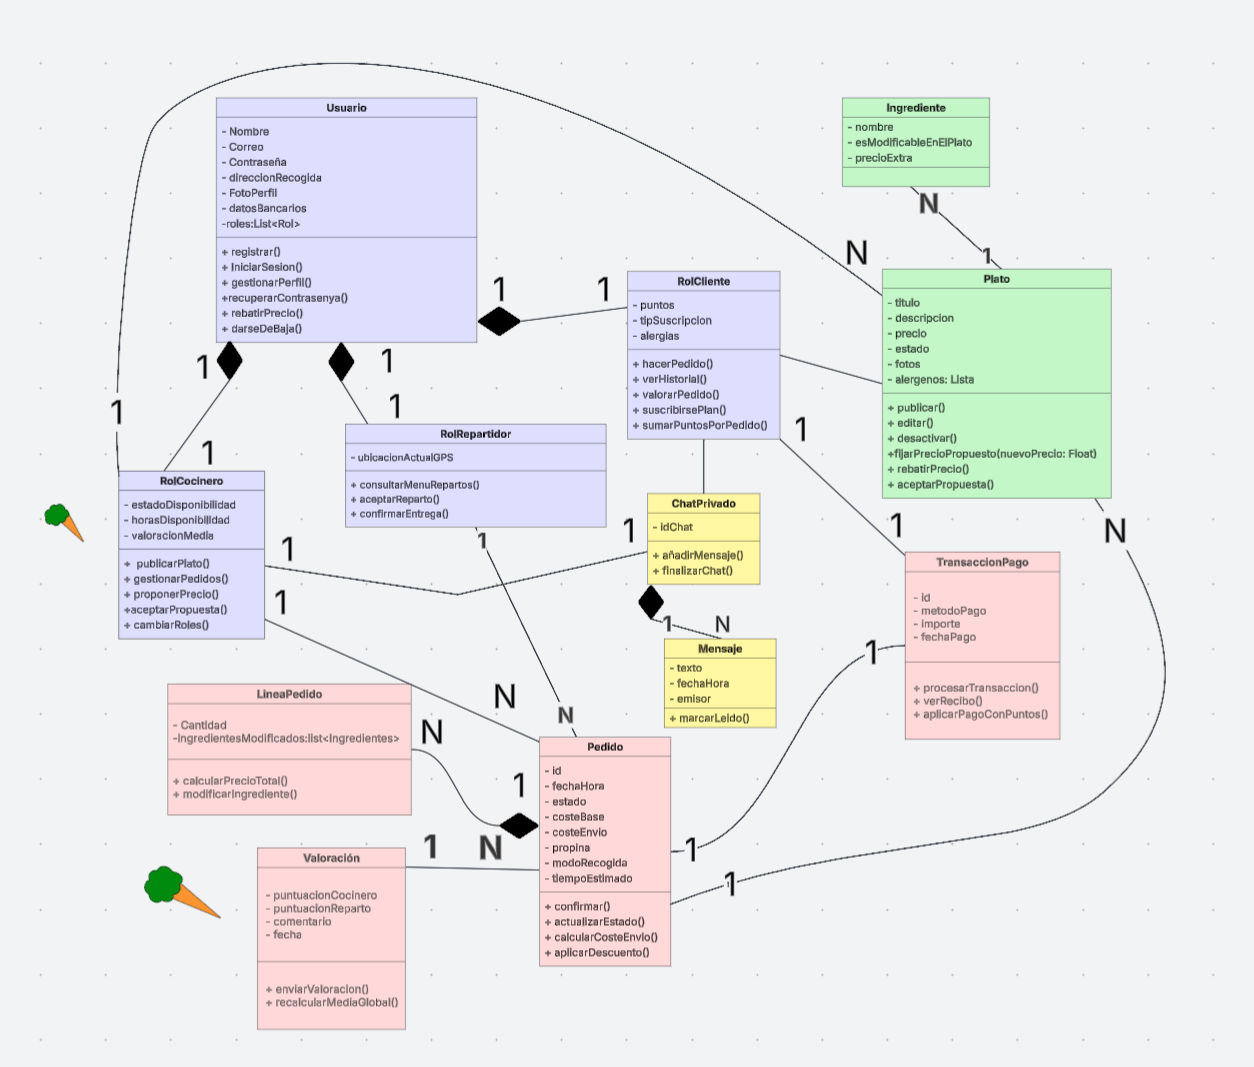 Usuario
- Nombre
- Correo
- Contraseña
- direccionRecogida
- FotoPerfil
- datosBancarios
-roles:List<Rol>
+ registrar()
+ IniciarSesion()
+ gestionarPerfil()
+recuperarContrasenya()
+ rebatirPrecio()
+ darseDeBaja()
Ingrediente
- nombre
- esModificableEnElPlato
- precioExtra
N
1
N
Plato
- titulo
- descripcion
- precio
- estado
- fotos
- alergenos: Lista
+ publicar()
+ editar()
+ desactivar()
+fijarPrecioPropuesto(nuevoPrecio: Float)
+ rebatirPrecio()
+ aceptarPropuesta()
1
1
RolCliente
- puntos
- tipSuscripcion
- alergias
+ hacerPedido()
+ verHistorial()
+ valorarPedido()
+ suscribirsePlan()
+ sumarPuntosPorPedido()
1
1
1
1
1
1
RolRepartidor
- ubicacionActualGPS
+ consultarMenuRepartos()
+ aceptarReparto()
+ confirmarEntrega()
1
RolCocinero
- estadoDisponibilidad
- horasDisponibilidad
- valoracionMedia
+ publicarPlato()
+ gestionarPedidos()
+ proponerPrecio()
+aceptarPropuesta()
+ cambiarRoles()
1
1
1
ChatPrivado
- idChat
+ añadirMensaje()
+ finalizarChat()
1
1
N
Mensaje
- texto
- fechaHora
- emisor
+ marcarLeido()
1
N
TransaccionPago
- id
- metodoPago
- importe
- fechaPago
+ procesarTransaccion()
+ verRecibo()
+ aplicarPagoConPuntos()
1
N
N
LineaPedido
- Cantidad
-IngredientesModificados:list<Ingredientes>
+ calcularPrecioTotal()
+ modificarIngrediente()
N
1
Pedido
- id
- fechaHora
- estado
- costeBase
- costeEnvio
- propina
- modoRecogida
- tiempoEstimado
+ confirmar()
+ actualizarEstado()
+ calcularCosteEnvio()
+ aplicarDescuento()
1
1
1
N
Valoración
- puntuacionCocinero
- puntuacionReparto
- comentario
- fecha
+ enviarValoracion()
+ recalcularMediaGlobal()